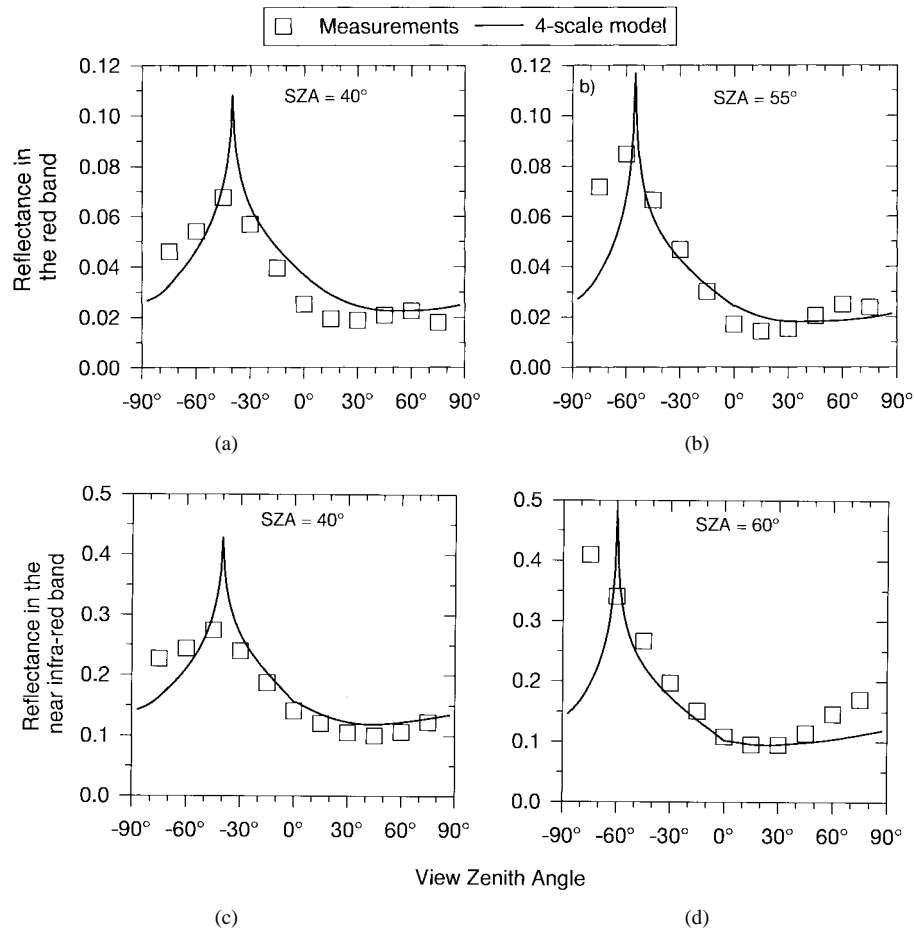 Measurements 4-scale model
0.12
0.10
0.08
0.06
0.04
0.02
0.00
SZA = 40°
-90° -60° -30° 0° 30° 60° 90°
Reflectance in
the red band
(a)
0.12
0.10
0.08
0.06
0.04
0.02
0.00
b)
SZA = 55°
-90° -60° -30° 0° 30° 60° 90°
(b)
0.5
0.4
0.3
0.2
0.1
0.0
SZA = 40°
-90° -60° -30° 0° 30° 60° 90°
Reflectance in the
near infra-red band
0.5
0.4
0.3
0.2
0.1
0.0
SZA = 60°
-90° -60° -30° 0° 30° 60° 90°
View Zenith Angle
(c)
(d)